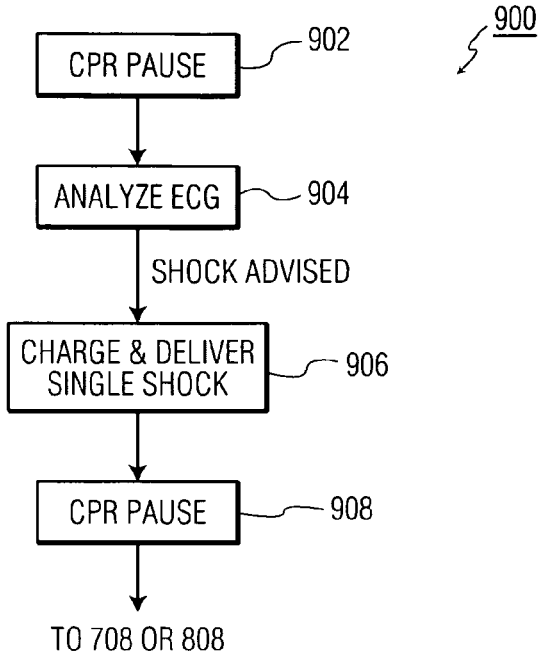 900
CPR PAUSE
902
ANALYZE ECG
904
SHOCK ADVISED
CHARGE & DELIVER
SINGLE SHOCK
906
CPR PAUSE
908
TO 708 OR 808